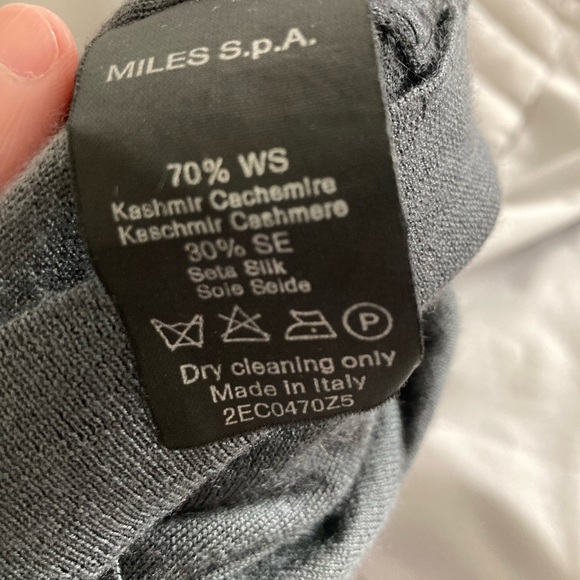 MILES S.p.A.
70% WS
Kashmir Cachemire
Kaschmir Cashmere
30% SE
Seta Silk
Soie Seide
P
Dry cleaning only
Made in Italy
2EC0470Z5